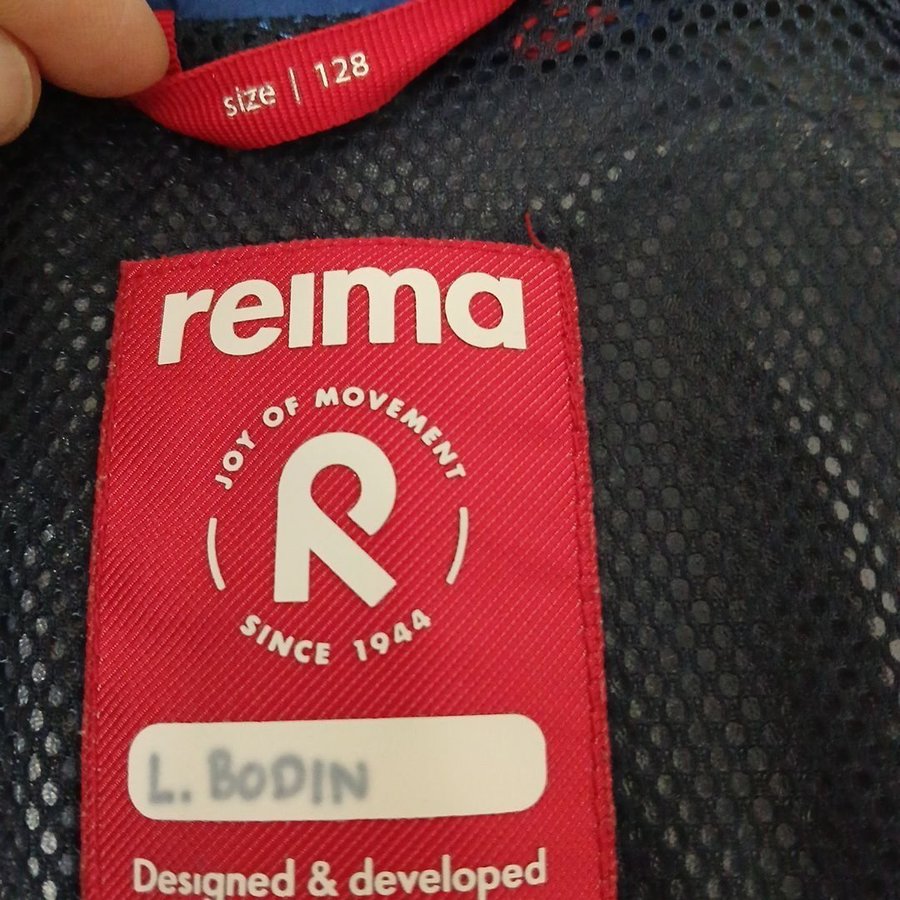 size | 128
reima
JOY OF MOVEMENT
R
SINCE 1944
L. BODIN
Designed & developed